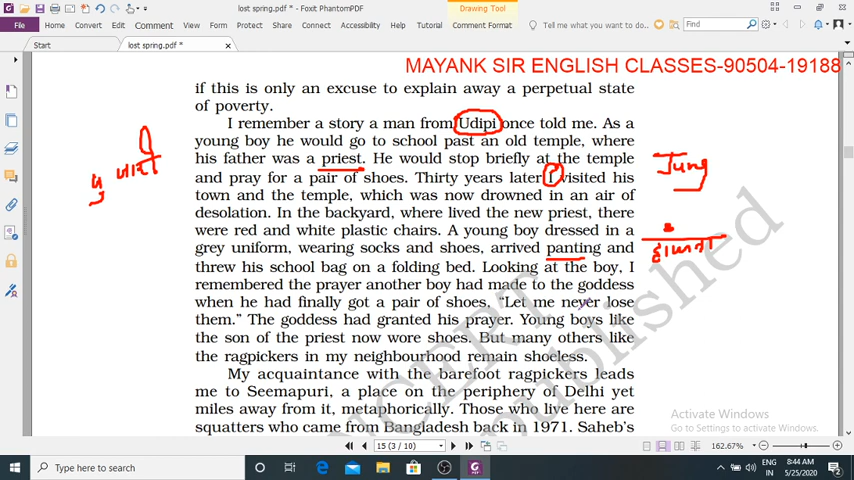 lost spring.pdf * - Foxit PhantomPDF
Drawing Tool
File Home Edit Comment View Form Protect Share Connect Help Tutorial Comment Format Tell me what you want to do... Find
Start lost spring.pdf *
MAYANK SIR ENGLISH CLASSES-90504-19188
if this is only an excuse to explain away a perpetual state
of poverty.
I remember a story a man from Udipi once told me. As a
young boy he would go to school past an old temple, where
his father was a priest. He would stop briefly at the temple
and pray for a pair of shoes. Thirty years later I visited his
town and the temple, which was now drowned in an air of
desolation. In the backyard, where lived the new priest, there
were red and white plastic chairs. A young boy dressed in a
grey uniform, wearing socks and shoes, arrived panting and
threw his school bag on a folding bed. Looking at the boy, I
remembered the prayer another boy had made to the goddess
when he had finally got a pair of shoes, “Let me never lose
them.” The goddess had granted his prayer. Young boys like
the son of the priest now wore shoes. But many others like
the ragpickers in my neighbourhood remain shoeless.
My acquaintance with the barefoot ragpickers leads
me to Seemapuri, a place on the periphery of Delhi yet
miles away from it, metaphorically. Those who live here are
squatters who came from Bangladesh back in 1971. Saheb's
Jung
हांफना
NCERT
republished
Activate Windows
Go to Settings to activate Windows.
15 (3 / 10) 162.67%
Type here to search
ENG 8:44 AM
IN 5/25/2020
2